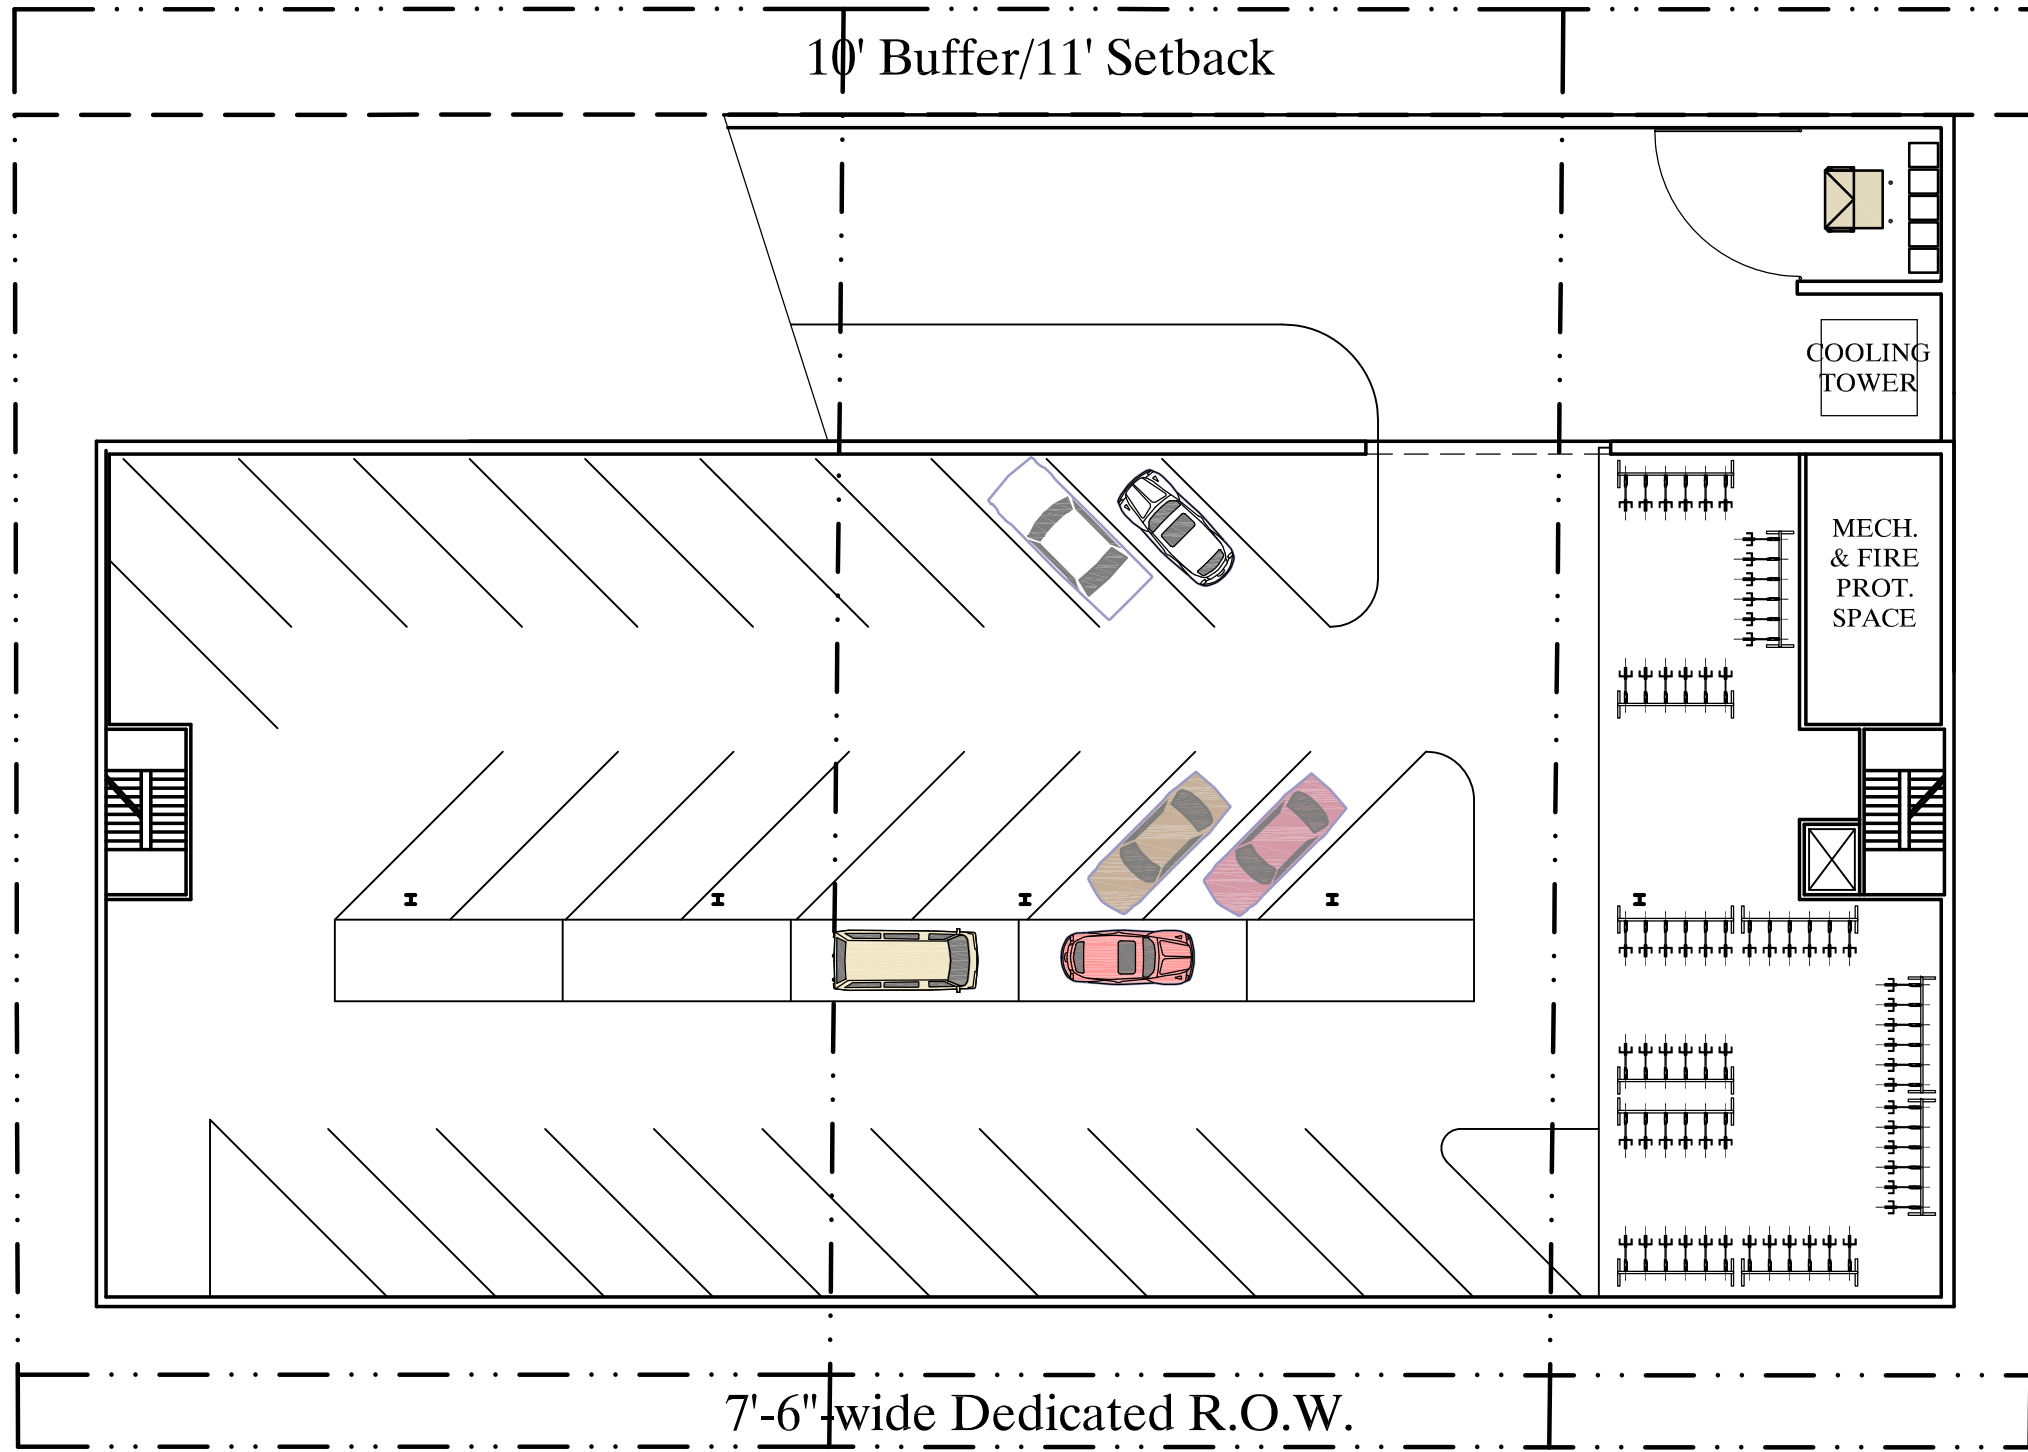 10' Buffer/11' Setback
COOLING
TOWER
MECH.
& FIRE
PROT.
SPACE
7'-6"-wide Dedicated R.O.W.